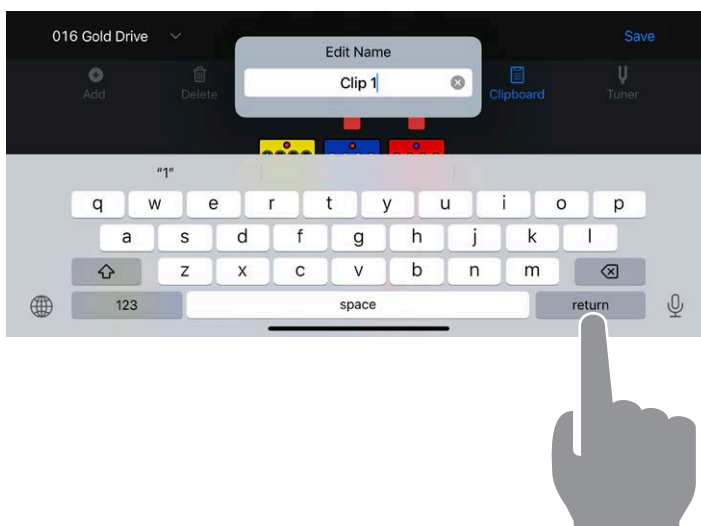 016 Gold Drive
Edit Name
Save
Clip 1
Add
Delete
Clipboard
Tuner
"1"
q w e r t y u i o p
a s d f g h j k l
z x c v b n m
123 space return